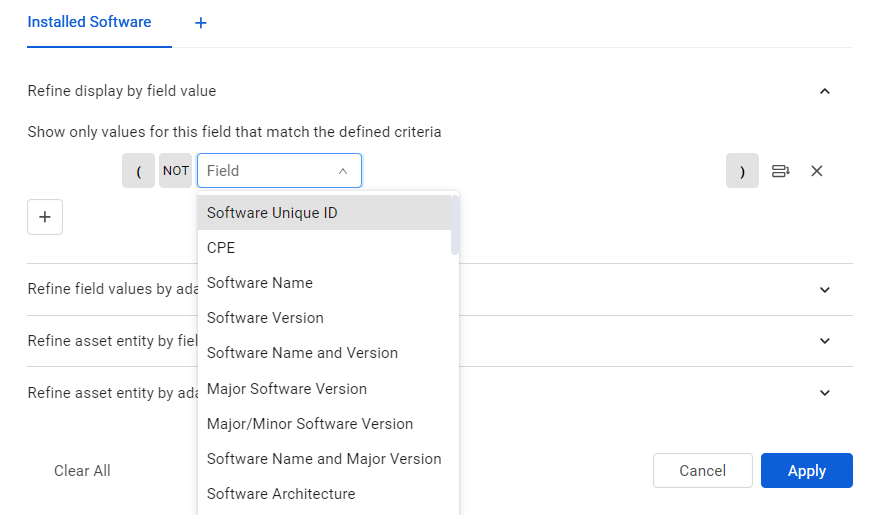 Installed Software +
Refine display by field value
Show only values for this field that match the defined criteria
( NOT Field )
Software Unique ID
+
CPE
Software Name
Refine field values by ada
Software Version
Refine asset entity by fiel
Software Name and Version
Major Software Version
Refine asset entity by ada
Major/Minor Software Version
Software Name and Major Version
Clear All Cancel Apply
Software Architecture